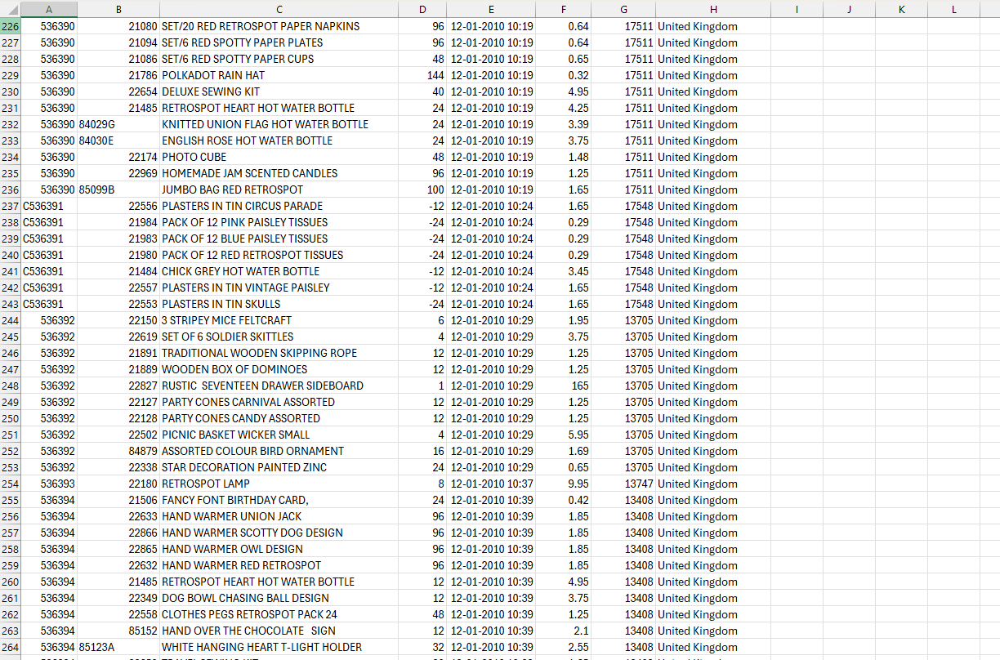 A B C D E F G H I J K L
226 536390 21080 SET/20 RED RETROSPOT PAPER NAPKINS 96 12-01-2010 10:19 0.64 17511 United Kingdom
227 536390 21094 SET/6 RED SPOTTY PAPER PLATES 96 12-01-2010 10:19 0.64 17511 United Kingdom
228 536390 21086 SET/6 RED SPOTTY PAPER CUPS 48 12-01-2010 10:19 0.65 17511 United Kingdom
229 536390 21786 POLKADOT RAIN HAT 144 12-01-2010 10:19 0.32 17511 United Kingdom
230 536390 22654 DELUXE SEWING KIT 40 12-01-2010 10:19 4.95 17511 United Kingdom
231 536390 21485 RETROSPOT HEART HOT WATER BOTTLE 24 12-01-2010 10:19 4.25 17511 United Kingdom
232 536390 84029G KNITTED UNION FLAG HOT WATER BOTTLE 24 12-01-2010 10:19 3.39 17511 United Kingdom
233 536390 84030E ENGLISH ROSE HOT WATER BOTTLE 24 12-01-2010 10:19 3.75 17511 United Kingdom
234 536390 22174 PHOTO CUBE 48 12-01-2010 10:19 1.48 17511 United Kingdom
235 536390 22969 HOMEMADE JAM SCENTED CANDLES 96 12-01-2010 10:19 1.25 17511 United Kingdom
236 536390 85099B JUMBO BAG RED RETROSPOT 100 12-01-2010 10:19 1.65 17511 United Kingdom
237 C536391 22556 PLASTERS IN TIN CIRCUS PARADE -12 12-01-2010 10:24 1.65 17548 United Kingdom
238 C536391 21984 PACK OF 12 PINK PAISLEY TISSUES -24 12-01-2010 10:24 0.29 17548 United Kingdom
239 C536391 21983 PACK OF 12 BLUE PAISLEY TISSUES -24 12-01-2010 10:24 0.29 17548 United Kingdom
240 C536391 21980 PACK OF 12 RED RETROSPOT TISSUES -24 12-01-2010 10:24 0.29 17548 United Kingdom
241 C536391 21484 CHICK GREY HOT WATER BOTTLE -12 12-01-2010 10:24 3.45 17548 United Kingdom
242 C536391 22557 PLASTERS IN TIN VINTAGE PAISLEY -12 12-01-2010 10:24 1.65 17548 United Kingdom
243 C536391 22553 PLASTERS IN TIN SKULLS -24 12-01-2010 10:24 1.65 17548 United Kingdom
244 536392 22150 3 STRIPEY MICE FELTCRAFT 6 12-01-2010 10:29 1.95 13705 United Kingdom
245 536392 22619 SET OF 6 SOLDIER SKITTLES 4 12-01-2010 10:29 3.75 13705 United Kingdom
246 536392 21891 TRADITIONAL WOODEN SKIPPING ROPE 12 12-01-2010 10:29 1.25 13705 United Kingdom
247 536392 21889 WOODEN BOX OF DOMINOES 12 12-01-2010 10:29 1.25 13705 United Kingdom
248 536392 22827 RUSTIC  SEVENTEEN DRAWER SIDEBOARD 1 12-01-2010 10:29 165 13705 United Kingdom
249 536392 22127 PARTY CONES CARNIVAL ASSORTED 12 12-01-2010 10:29 1.25 13705 United Kingdom
250 536392 22128 PARTY CONES CANDY ASSORTED 12 12-01-2010 10:29 1.25 13705 United Kingdom
251 536392 22502 PICNIC BASKET WICKER SMALL 4 12-01-2010 10:29 5.95 13705 United Kingdom
252 536392 84879 ASSORTED COLOUR BIRD ORNAMENT 16 12-01-2010 10:29 1.69 13705 United Kingdom
253 536392 22338 STAR DECORATION PAINTED ZINC 24 12-01-2010 10:29 0.65 13705 United Kingdom
254 536393 22180 RETROSPOT LAMP 8 12-01-2010 10:37 9.95 13747 United Kingdom
255 536394 21506 FANCY FONT BIRTHDAY CARD, 24 12-01-2010 10:39 0.42 13408 United Kingdom
256 536394 22633 HAND WARMER UNION JACK 96 12-01-2010 10:39 1.85 13408 United Kingdom
257 536394 22866 HAND WARMER SCOTTY DOG DESIGN 96 12-01-2010 10:39 1.85 13408 United Kingdom
258 536394 22865 HAND WARMER OWL DESIGN 96 12-01-2010 10:39 1.85 13408 United Kingdom
259 536394 22632 HAND WARMER RED RETROSPOT 96 12-01-2010 10:39 1.85 13408 United Kingdom
260 536394 21485 RETROSPOT HEART HOT WATER BOTTLE 12 12-01-2010 10:39 4.95 13408 United Kingdom
261 536394 22349 DOG BOWL CHASING BALL DESIGN 12 12-01-2010 10:39 3.75 13408 United Kingdom
262 536394 22558 CLOTHES PEGS RETROSPOT PACK 24 48 12-01-2010 10:39 1.25 13408 United Kingdom
263 536394 85152 HAND OVER THE CHOCOLATE   SIGN 12 12-01-2010 10:39 2.1 13408 United Kingdom
264 536394 85123A WHITE HANGING HEART T-LIGHT HOLDER 32 12-01-2010 10:39 2.55 13408 United Kingdom